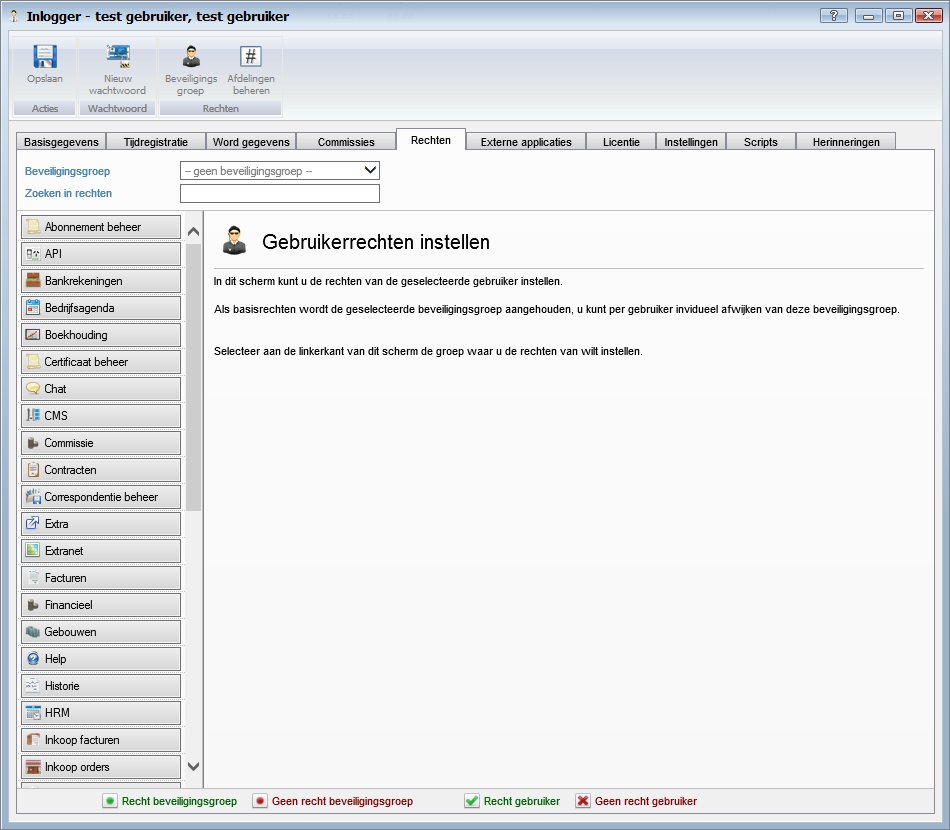 Inlogger - test gebruiker, test gebruiker
?
Opslaan
Nieuw wachtwoord
Beveiligings groep
#
Afdelingen beheren
Acties
Wachtwoord
Rechten
Basisgegevens
Tijdregistratie
Word gegevens
Commissies
Rechten
Externe applicaties
Licentie
Instellingen
Scripts
Herinneringen
Beveiligingsgroep
-- geen beveiligingsgroep --
Zoeken in rechten
Abonnement beheer
API
Bankrekeningen
Bedrijfsagenda
Boekhouding
Certificaat beheer
Chat
CMS
Commissie
Contracten
Correspondentie beheer
Extra
Extranet
Facturen
Financieel
Gebouwen
Help
Historie
HRM
Inkoop facturen
Inkoop orders
Gebruikerrechten instellen
In dit scherm kunt u de rechten van de geselecteerde gebruiker instellen.
Als basisrechten wordt de geselecteerde beveiligingsgroep aangehouden, u kunt per gebruiker invidueel afwijken van deze beveiligingsgroep.
Selecteer aan de linkerkant van dit scherm de groep waar u de rechten van wilt instellen.
Recht beveiligingsgroep
Geen recht beveiligingsgroep
Recht gebruiker
Geen recht gebruiker